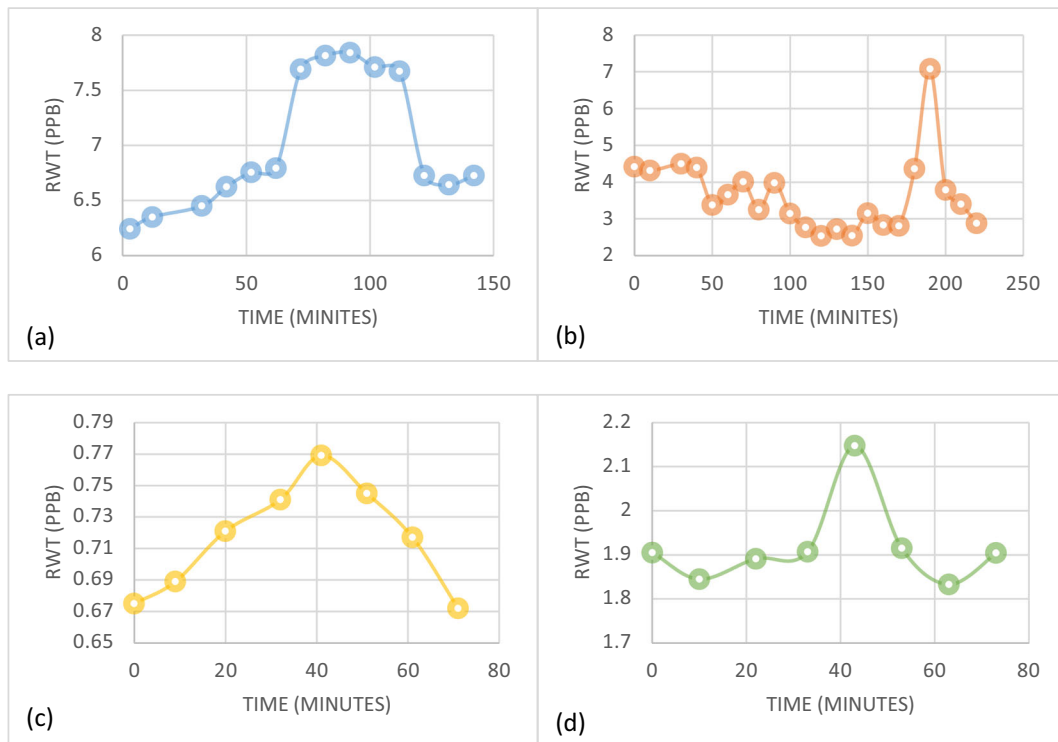 8
7.5
7
6.5
6
RWT (PPB)
0 50 100 150
TIME (MINITES)
(a)
8
7
6
5
4
3
2
RWT (PPB)
0 50 100 150 200 250
TIME (MINITES)
(b)
0.79
0.77
0.75
0.73
0.71
0.69
0.67
0.65
RWT (PPB)
0 20 40 60 80
TIME (MINUTES)
(c)
2.2
2.1
2
1.9
1.8
1.7
RWT (PPB)
0 20 40 60 80
TIME (MINUTES)
(d)